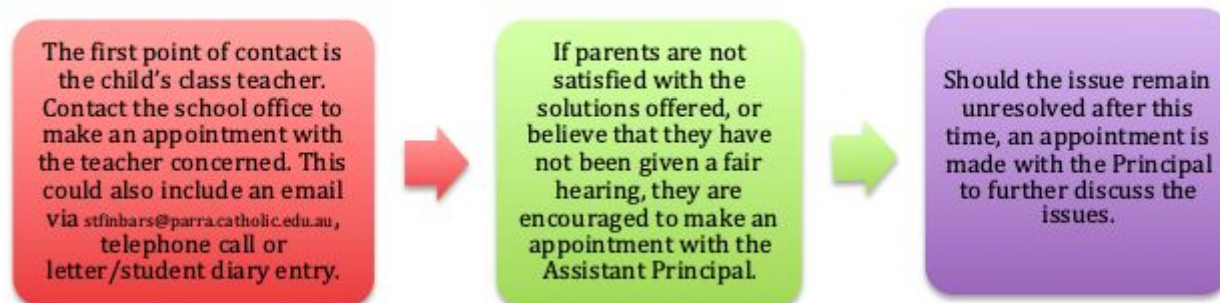 The first point of contact is
the child's class teacher.
Contact the school office to
make an appointment with
the teacher concerned. This
could also include an email
via stfinbars@parra.catholic.edu.au,
telephone call or
letter/student diary entry.
If parents are not
satisfied with the
solutions offered, or
believe that they have
not been given a fair
hearing, they are
encouraged to make an
appointment with the
Assistant Principal.
Should the issue remain
unresolved after this
time, an appointment is
made with the Principal
to further discuss the
issues.